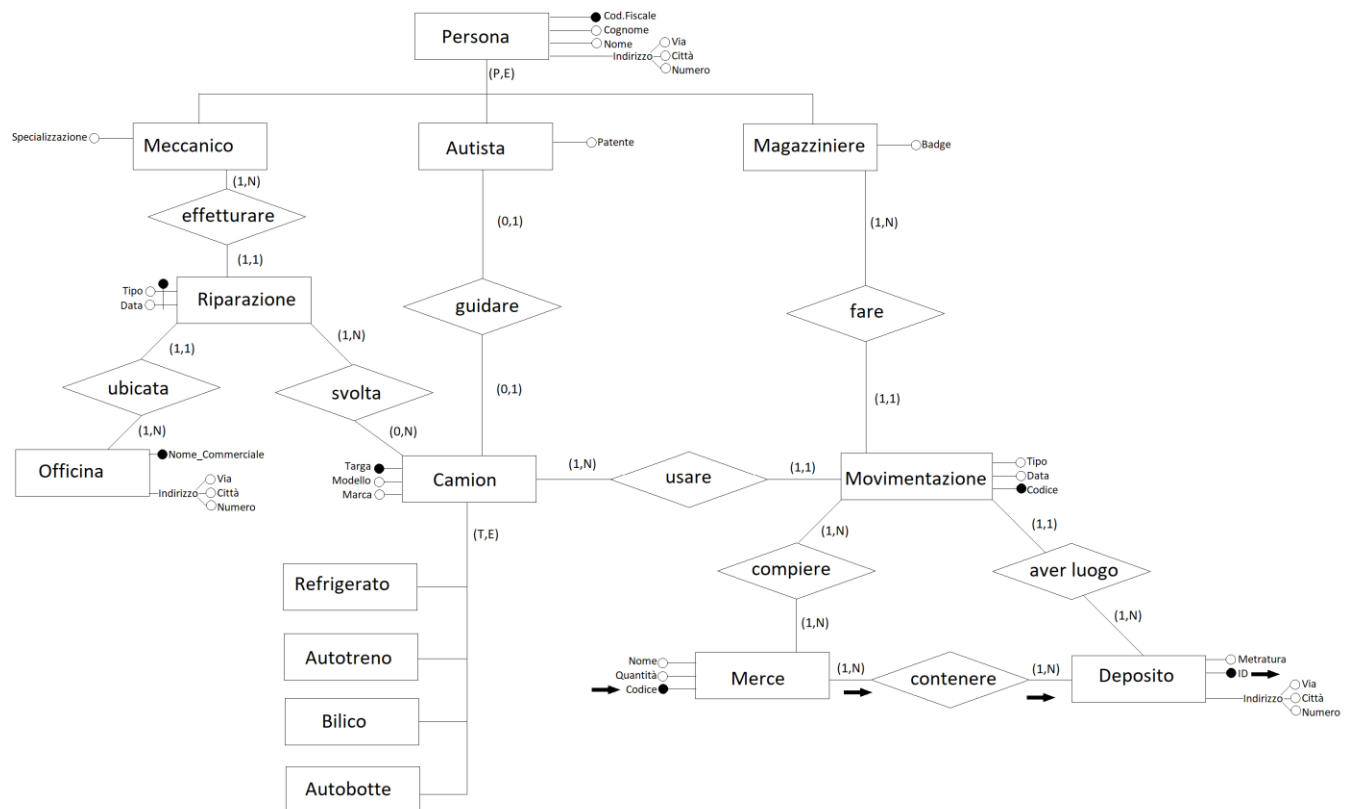 Persona
Cod.Fiscale
Cognome
Nome
Indirizzo
Via
Città
Numero
(P,E)
Specializzazione
Meccanico
Autista
Patente
Magazziniere
Badge
(1,N)
effetturare
(0,1)
(1,N)
(1,1)
Tipo
Data
Riparazione
guidare
fare
(1,1)
(1,N)
ubicata
svolta
(0,1)
(1,1)
(1,N)
(0,N)
Officina
Nome_Commerciale
Indirizzo
Via
Città
Numero
Targa
Modello
Marca
Camion
(1,N)
usare
(1,1)
Movimentazione
Tipo
Data
Codice
(T,E)
(1,N)
(1,1)
compiere
aver luogo
Refrigerato
(1,N)
(1,N)
Autotreno
Nome
Quantità
Codice
Merce
(1,N)
contenere
(1,N)
Deposito
Metratura
ID
Indirizzo
Via
Città
Numero
Bilico
Autobotte